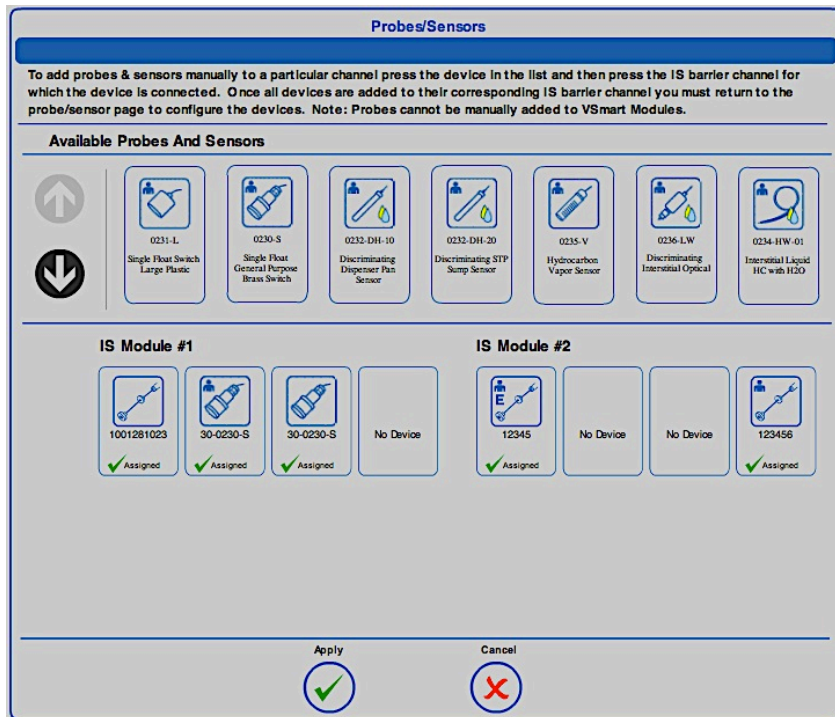 Probes/Sensors
To add probes & sensors manually to a particular channel press the device in the list and then press the IS barrier channel for
which the device is connected. Once all devices are added to their corresponding IS barrier channel you must return to the
probe/sensor page to configure the devices. Note: Probes cannot be manually added to VSmart Modules.
Available Probes And Sensors
0231-L
Single Float Switch
Large Plastic
0230-S
Single Float
General Purpose
Brass Switch
0232-DH-10
Discriminating
Dispenser Pan
Sensor
0232-DH-20
Discriminating STP
Sump Sensor
0235-V
Hydrocarbon
Vapor Sensor
0236-LW
Discriminating
Interstitial Optical
0234-HW-01
Interstitial Liquid
HC with H2O
IS Module #1
1001281023
Assigned
30-0230-S
Assigned
30-0230-S
Assigned
No Device
IS Module #2
E
12345
Assigned
No Device
No Device
123456
Assigned
Apply
Cancel